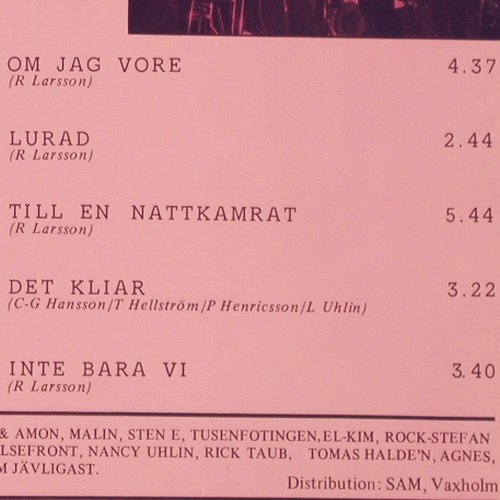 OM JAG VORE 4.37
(R Larsson)
LURAD 2.44
(R Larsson)
TILL EN NATTKAMRAT 5.44
(R Larsson)
DET KLIAR 3.22
(C-G Hansson/T Hellström/P Henricsson/L Uhlin)
INTE BARA VI 3.40
(R Larsson)
& AMON, MALIN, STEN E, TUSENFOTINGEN, EL-KIM, ROCK-STEFAN
LSEFRONT, NANCY UHLIN, RICK TAUB, TOMAS HALDE'N, AGNES,
M JÄVLIGAST.
Distribution: SAM, Vaxholm